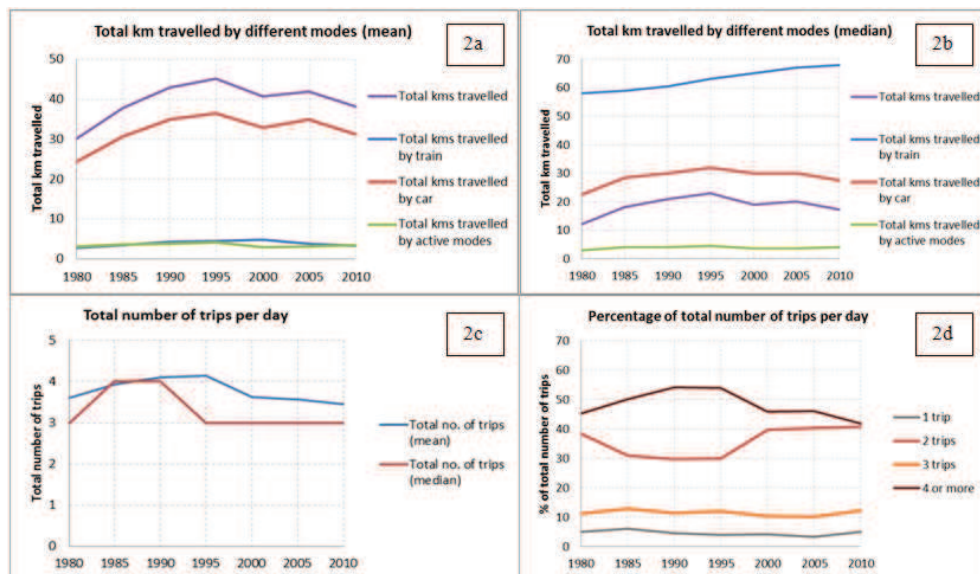 Total km travelled by different modes (mean)
2a
50
40
30
20
10
0
Total km travelled
1980 1985 1990 1995 2000 2005 2010
Total kms travelled
Total kms travelled
by train
Total kms travelled
by car
Total kms travelled
by active modes
Total km travelled by different modes (median)
2b
70
60
50
40
30
20
10
0
Total kms travelled
1980 1985 1990 1995 2000 2005 2010
Total kms travelled
Total kms travelled
by train
Total kms travelled
by car
Total kms travelled
by active modes
Total number of trips per day
2c
5
4
3
2
1
0
Total number of trips
1980 1985 1990 1995 2000 2005 2010
Total no. of trips
(mean)
Total no. of trips
(median)
Percentage of total number of trips per day
2d
70
60
50
40
30
20
10
0
% of total number of trips
1980 1985 1990 1995 2000 2005 2010
1 trip
2 trips
3 trips
4 or more